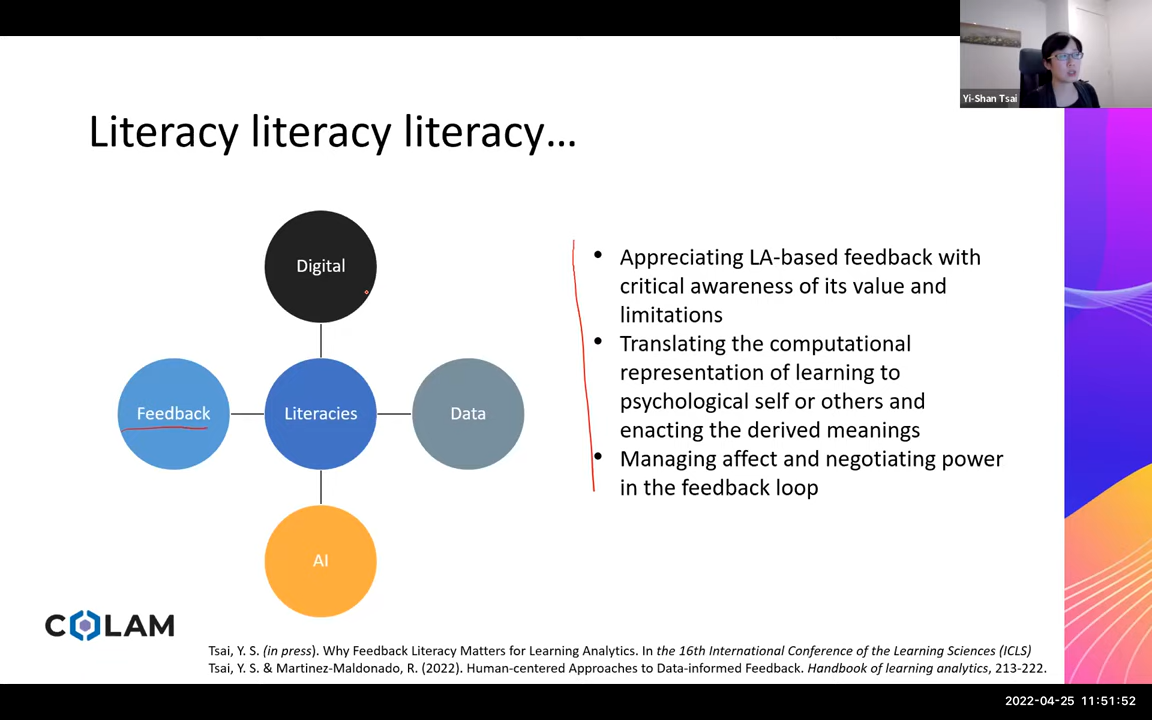 Yi-Shan Tsai
Literacy literacy literacy...
Digital
Feedback
Literacies
Data
AI
• Appreciating LA-based feedback with
critical awareness of its value and
limitations
• Translating the computational
representation of learning to
psychological self or others and
enacting the derived meanings
• Managing affect and negotiating power
in the feedback loop
COLAM
Tsai, Y. S. (in press). Why Feedback Literacy Matters for Learning Analytics. In the 16th International Conference of the Learning Sciences (ICLS)
Tsai, Y. S. & Martinez-Maldonado, R. (2022). Human-centered Approaches to Data-informed Feedback. Handbook of learning analytics, 213-222.
2022-04-25 11:51:52